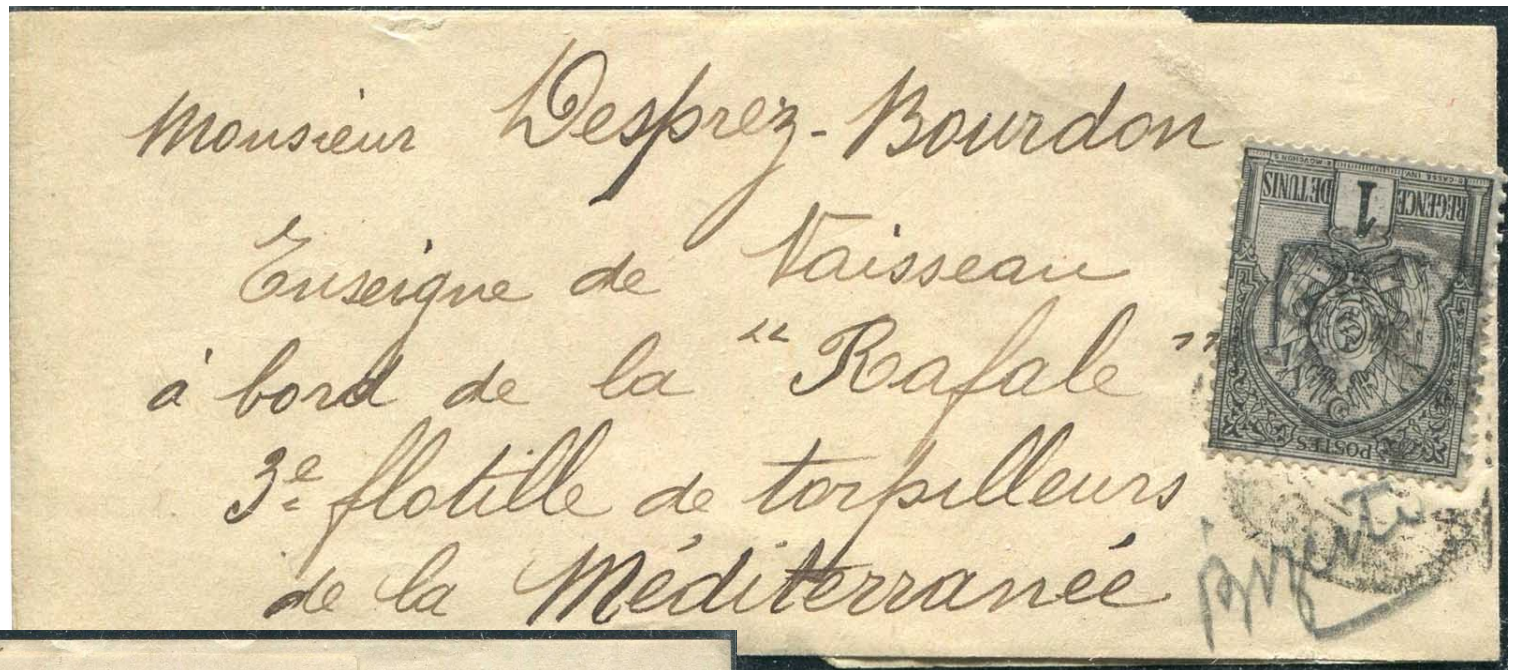 Monsieur Desprez-Bourdon
Enseigne de Vaisseau
à bord de la "Rafale"
3e flotille de torpilleurs
de la Méditerranée
REGENCE DE TUNIS
1
POSTES